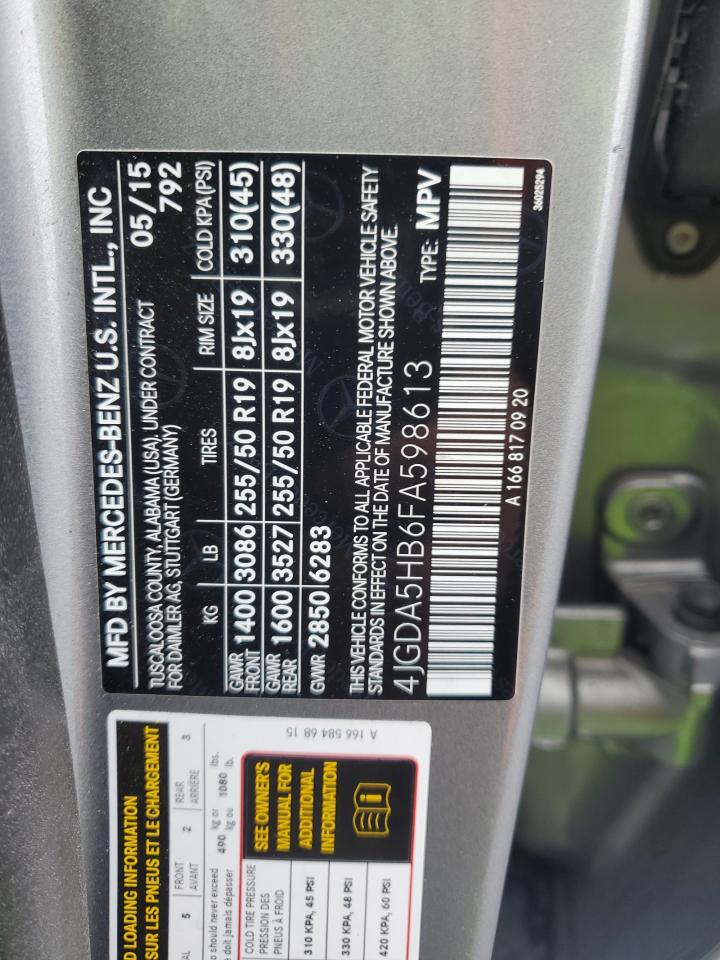 MFD BY MERCEDES-BENZ U.S. INTL., INC
TUSCALOOSA COUNTY, ALABAMA (USA), UNDER CONTRACT 05/15
FOR DAIMLER AG, STUTTGART (GERMANY) 792
KG LB TIRES RIM SIZE COLD KPA(PSI)
GAWR FRONT 1400 3086 255/50 R19 8Jx19 310(45)
GAWR REAR 1600 3527 255/50 R19 8Jx19 330(48)
GVWR 2850 6283
THIS VEHICLE CONFORMS TO ALL APPLICABLE FEDERAL MOTOR VEHICLE SAFETY
STANDARDS IN EFFECT ON THE DATE OF MANUFACTURE SHOWN ABOVE.
4JGDA5HB6FA598613 TYPE: MPV
A 166 817 09 20
36025294
LOADING INFORMATION
SUR LES PNEUS ET LE CHARGEMENT
5 FRONT 2 REAR 3
AVANT ARRIÈRE
should never exceed 490 kg or 1080 lbs.
doit jamais dépasser kg ou lb.
COLD TIRE PRESSURE
PRESSION DES
PNEUS À FROID
310 KPA, 45 PSI
330 KPA, 48 PSI
420 KPA, 60 PSI
SEE OWNER'S
MANUAL FOR
ADDITIONAL
INFORMATION
A 166 584 68 15